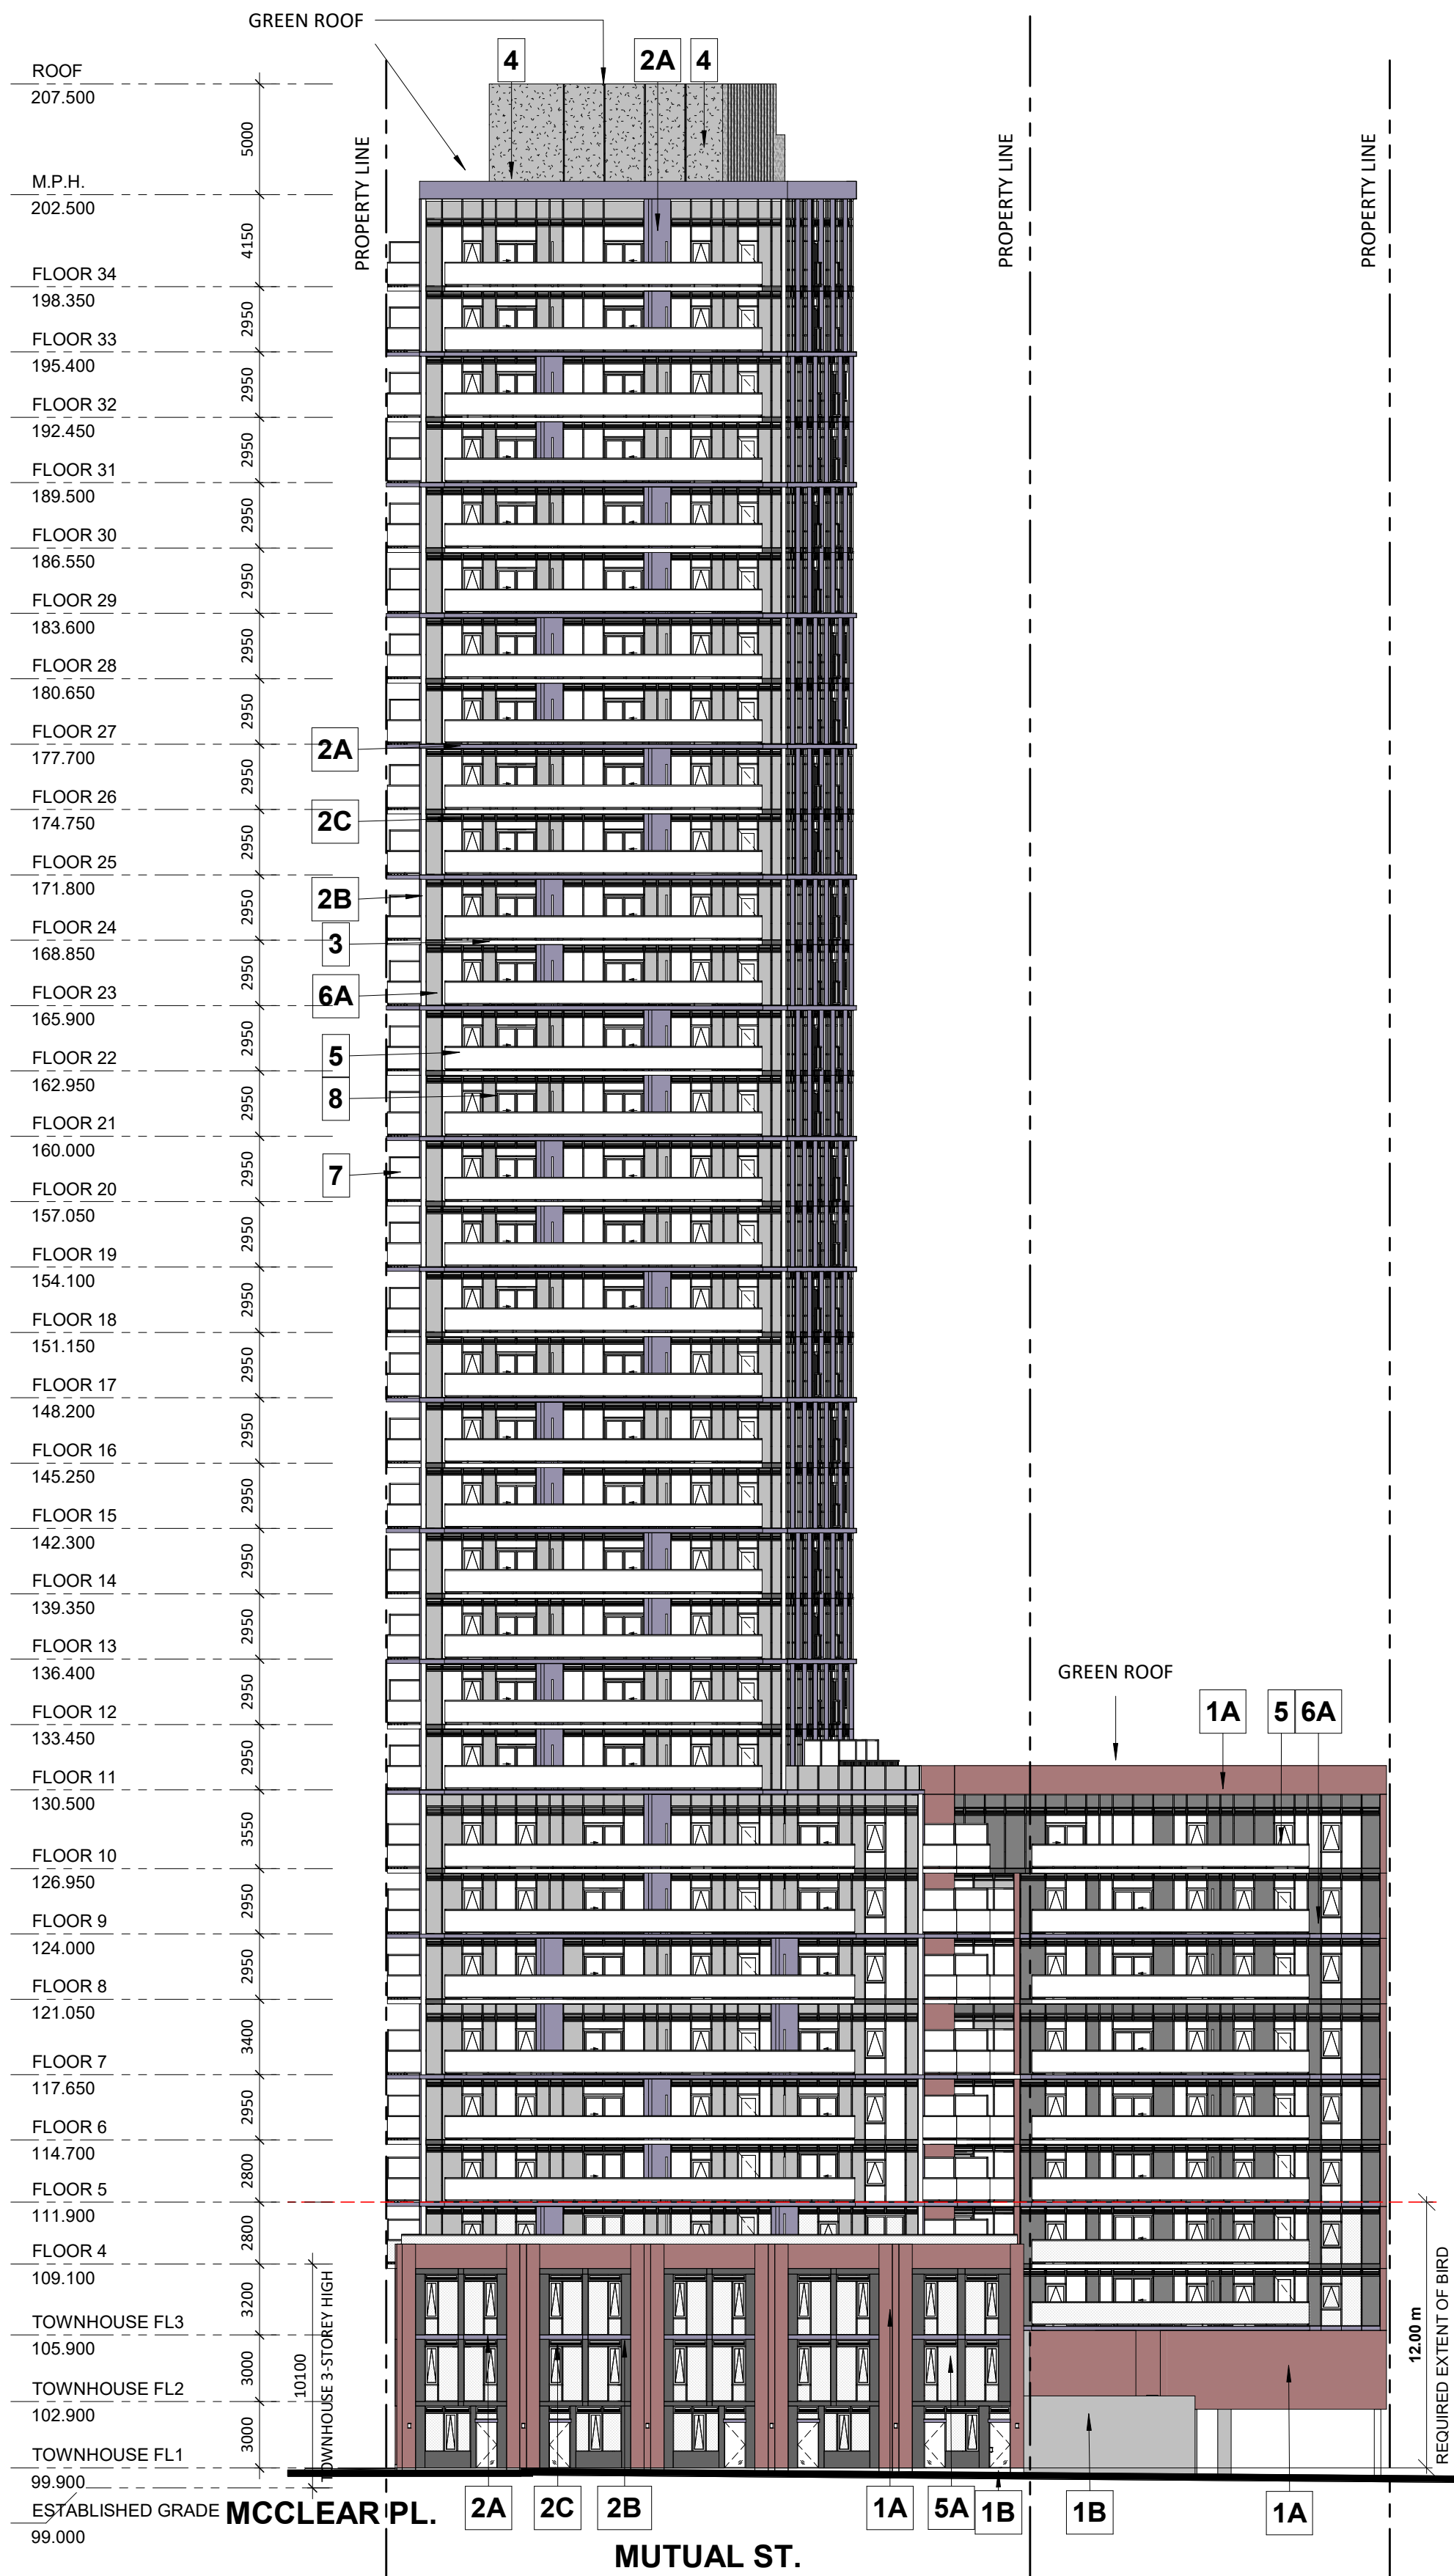 GREEN ROOF
4
2A
4
ROOF
207.500
5000
PROPERTY LINE
PROPERTY LINE
PROPERTY LINE
M.P.H.
202.500
4150
FLOOR 34
198.350
2950
FLOOR 33
195.400
2950
FLOOR 32
192.450
2950
FLOOR 31
189.500
2950
FLOOR 30
186.550
2950
FLOOR 29
183.600
2950
FLOOR 28
180.650
2950
FLOOR 27
177.700
2A
2950
FLOOR 26
174.750
2C
2950
FLOOR 25
171.800
2B
2950
FLOOR 24
168.850
3
2950
FLOOR 23
165.900
6A
2950
FLOOR 22
162.950
5
8
2950
FLOOR 21
160.000
7
2950
FLOOR 20
157.050
2950
FLOOR 19
154.100
2950
FLOOR 18
151.150
2950
FLOOR 17
148.200
2950
FLOOR 16
145.250
2950
FLOOR 15
142.300
2950
FLOOR 14
139.350
2950
FLOOR 13
136.400
2950
GREEN ROOF
1A
5
6A
FLOOR 12
133.450
2950
FLOOR 11
130.500
3550
FLOOR 10
126.950
2950
FLOOR 9
124.000
2950
FLOOR 8
121.050
3400
FLOOR 7
117.650
2950
FLOOR 6
114.700
2800
FLOOR 5
111.900
2800
FLOOR 4
109.100
3200
TOWNHOUSE FL3
105.900
3000
TOWNHOUSE FL2
102.900
3000
TOWNHOUSE FL1
99.900
10100
TOWNHOUSE 3-STOREY HIGH
12.00 m
REQUIRED EXTENT OF BIRD
ESTABLISHED GRADE
99.000
MCCLEAR PL.
2A
2C
2B
1A
5A
1B
1B
1A
MUTUAL ST.